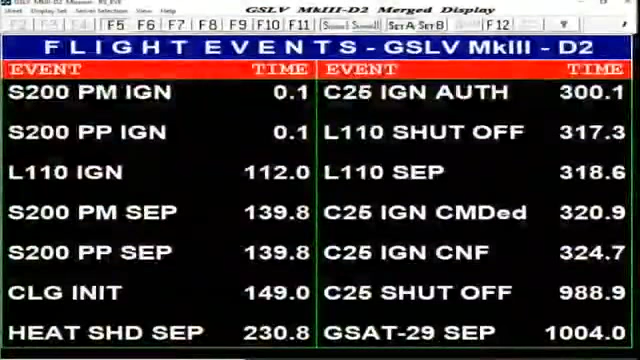 GSLV MkIII-D2 Merged Display
F5 F6 F7 F8 F9 F10 F11 SET A SET B F 12
FLIGHT EVENTS - GSLV MkIII - D2
EVENT TIME EVENT TIME
S200 PM IGN 0.1 C25 IGN AUTH 300.1
S200 PP IGN 0.1 L110 SHUT OFF 317.3
L110 IGN 112.0 L110 SEP 318.6
S200 PM SEP 139.8 C25 IGN CMDed 320.9
S200 PP SEP 139.8 C25 IGN CNF 324.7
CLG INIT 149.0 C25 SHUT OFF 988.9
HEAT SHD SEP 230.8 GSAT-29 SEP 1004.0